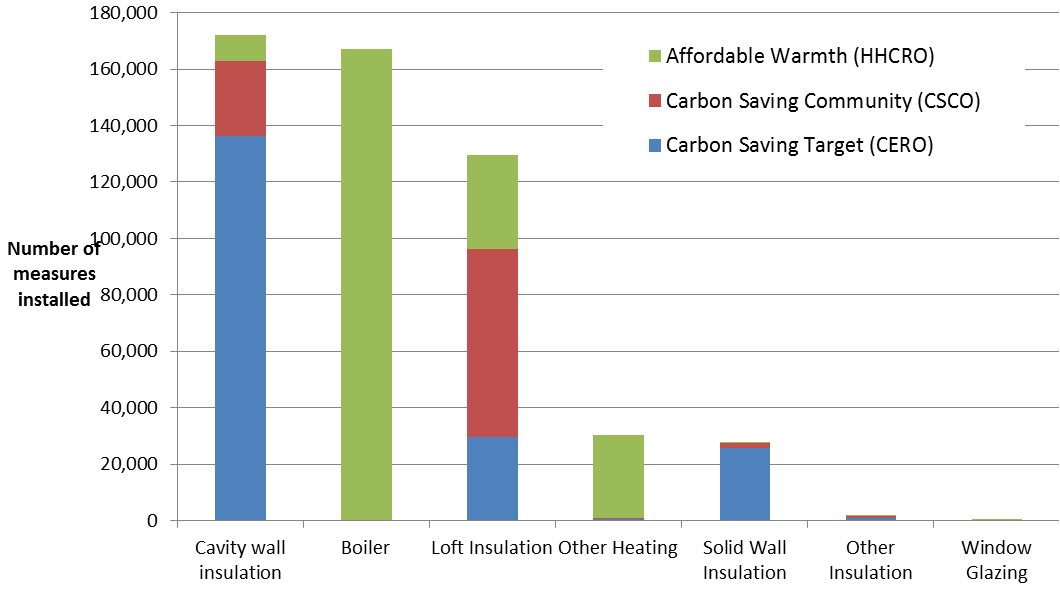 180,000
160,000
140,000
120,000
100,000
80,000
60,000
40,000
20,000
0
Number of
measures
installed
Affordable Warmth (HHCRO)
Carbon Saving Community (CSCO)
Carbon Saving Target (CERO)
Cavity wall
insulation
Boiler
Loft Insulation
Other Heating
Solid Wall
Insulation
Other
Insulation
Window
Glazing